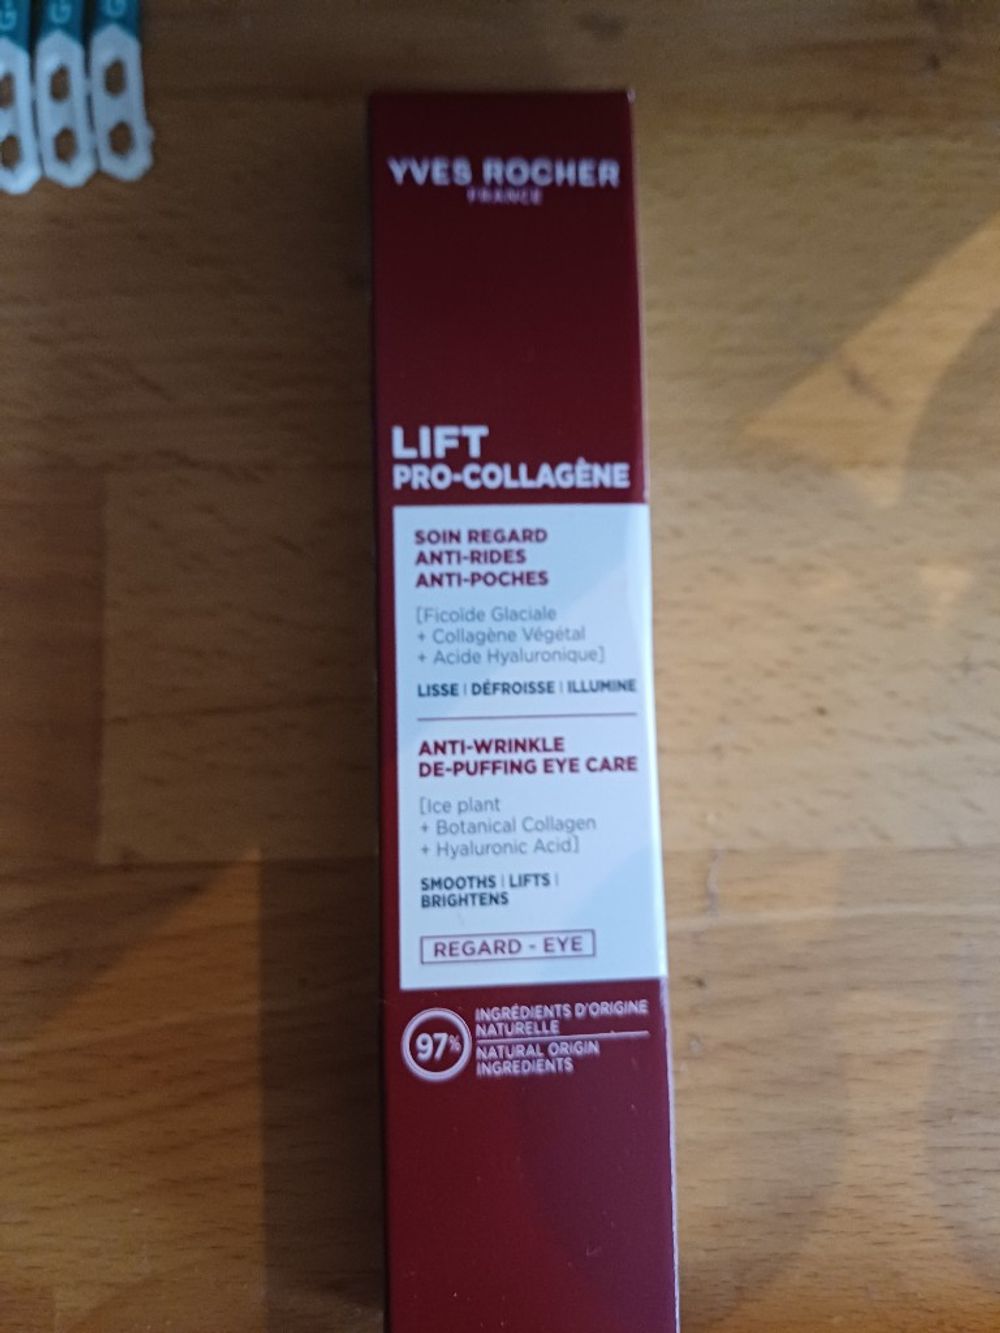 G G G
YVES ROCHER
FRANCE
LIFT
PRO-COLLAGÈNE
SOIN REGARD
ANTI-RIDES
ANTI-POCHES
[Ficoïde Glaciale
+ Collagène Végétal
+ Acide Hyaluronique]
LISSE | DÉFROISSE | ILLUMINE
ANTI-WRINKLE
DE-PUFFING EYE CARE
[Ice plant
+ Botanical Collagen
+ Hyaluronic Acid]
SMOOTHS | LIFTS |
BRIGHTENS
REGARD - EYE
97%
INGRÉDIENTS D'ORIGINE
NATURELLE
NATURAL ORIGIN
INGREDIENTS